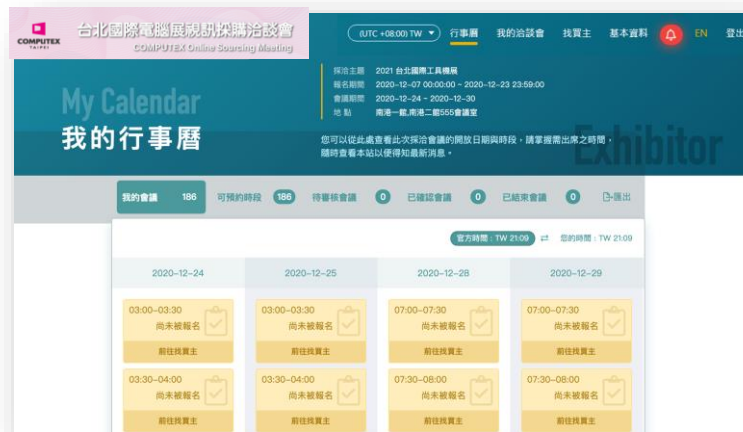 COMPUTEX
TAIPEI
台北國際電腦展視訊採購洽談會
COMPUTEX Online Sourcing Meeting
(UTC +08:00) TW ▼
行事曆
我的洽談會
找買主
基本資料
EN
登出
My Calendar
我的行事曆
採洽主題 2021 台北國際工具機展
報名期間 2020-12-07 00:00:00 ~ 2020-12-23 23:59:00
會議期間 2020-12-24 ~ 2020-12-30
地 點 南港一館,南港二館555會議室
您可以從此處查看此次採洽會議的開放日期與時段，請掌握需出席之時間，
隨時查看本站以便得知最新消息。
Exhibitor
我的會議 186
可預約時段 186
待審核會議 0
已確認會議 0
已結束會議 0
匯出
官方時間：TW 21:09 ⇄ 您的時間：TW 21:09
2020-12-24 2020-12-25 2020-12-28 2020-12-29
03:00~03:30 03:00~03:30 07:00~07:30 07:00~07:30
尚未被報名 尚未被報名 尚未被報名 尚未被報名
前往找買主 前往找買主 前往找買主 前往找買主
03:30~04:00 03:30~04:00 07:30~08:00 07:30~08:00
尚未被報名 尚未被報名 尚未被報名 尚未被報名
前往找買主 前往找買主 前往找買主 前往找買主